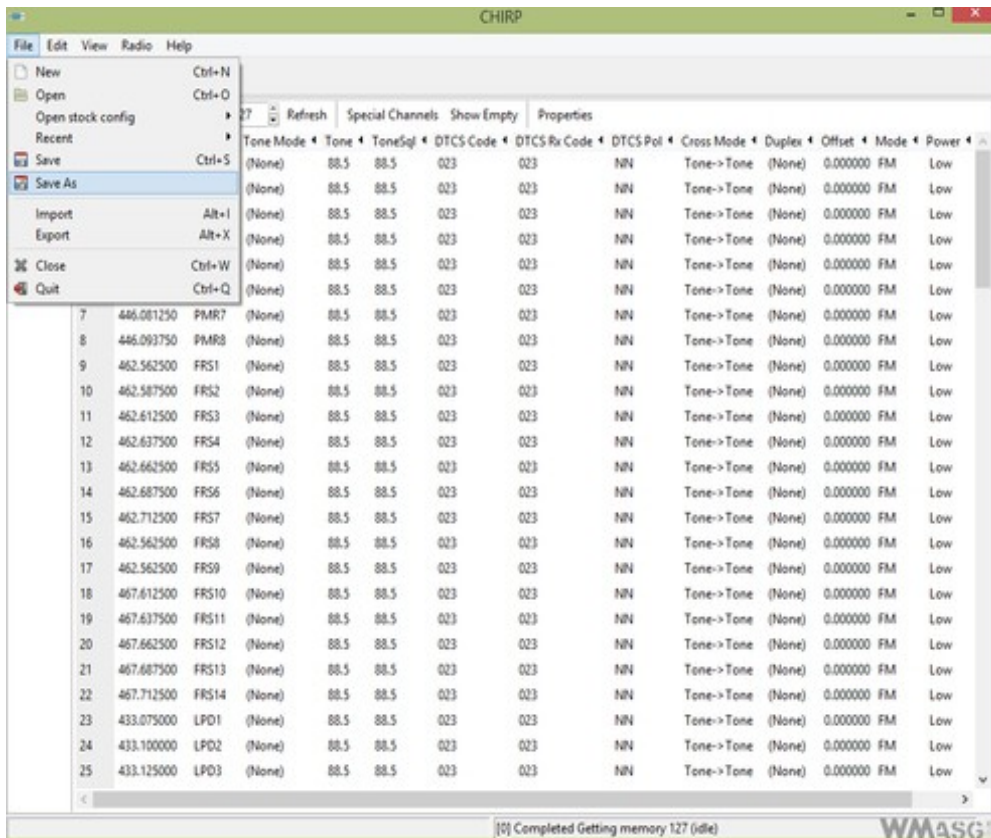 CHIRP
File Edit View Radio Help
New Ctrl+N
Open Ctrl+O
Open stock config
Recent
Save Ctrl+S
Save As
Import Alt+I
Export Alt+X
Close Ctrl+W
Quit Ctrl+Q
27 Refresh Special Channels Show Empty Properties
Tone Mode Tone ToneSql DTCS Code DTCS Rx Code DTCS Pol Cross Mode Duplex Offset Mode Power
(None) 88.5 88.5 023 023 NN Tone->Tone (None) 0.000000 FM Low
(None) 88.5 88.5 023 023 NN Tone->Tone (None) 0.000000 FM Low
(None) 88.5 88.5 023 023 NN Tone->Tone (None) 0.000000 FM Low
(None) 88.5 88.5 023 023 NN Tone->Tone (None) 0.000000 FM Low
(None) 88.5 88.5 023 023 NN Tone->Tone (None) 0.000000 FM Low
(None) 88.5 88.5 023 023 NN Tone->Tone (None) 0.000000 FM Low
7 446.081250 PMR7 (None) 88.5 88.5 023 023 NN Tone->Tone (None) 0.000000 FM Low
8 446.093750 PMR8 (None) 88.5 88.5 023 023 NN Tone->Tone (None) 0.000000 FM Low
9 462.562500 FRS1 (None) 88.5 88.5 023 023 NN Tone->Tone (None) 0.000000 FM Low
10 462.587500 FRS2 (None) 88.5 88.5 023 023 NN Tone->Tone (None) 0.000000 FM Low
11 462.612500 FRS3 (None) 88.5 88.5 023 023 NN Tone->Tone (None) 0.000000 FM Low
12 462.637500 FRS4 (None) 88.5 88.5 023 023 NN Tone->Tone (None) 0.000000 FM Low
13 462.662500 FRS5 (None) 88.5 88.5 023 023 NN Tone->Tone (None) 0.000000 FM Low
14 462.687500 FRS6 (None) 88.5 88.5 023 023 NN Tone->Tone (None) 0.000000 FM Low
15 462.712500 FRS7 (None) 88.5 88.5 023 023 NN Tone->Tone (None) 0.000000 FM Low
16 462.562500 FRS8 (None) 88.5 88.5 023 023 NN Tone->Tone (None) 0.000000 FM Low
17 462.562500 FRS9 (None) 88.5 88.5 023 023 NN Tone->Tone (None) 0.000000 FM Low
18 467.612500 FRS10 (None) 88.5 88.5 023 023 NN Tone->Tone (None) 0.000000 FM Low
19 467.637500 FRS11 (None) 88.5 88.5 023 023 NN Tone->Tone (None) 0.000000 FM Low
20 467.662500 FRS12 (None) 88.5 88.5 023 023 NN Tone->Tone (None) 0.000000 FM Low
21 467.687500 FRS13 (None) 88.5 88.5 023 023 NN Tone->Tone (None) 0.000000 FM Low
22 467.712500 FRS14 (None) 88.5 88.5 023 023 NN Tone->Tone (None) 0.000000 FM Low
23 433.075000 LPD1 (None) 88.5 88.5 023 023 NN Tone->Tone (None) 0.000000 FM Low
24 433.100000 LPD2 (None) 88.5 88.5 023 023 NN Tone->Tone (None) 0.000000 FM Low
25 433.125000 LPD3 (None) 88.5 88.5 023 023 NN Tone->Tone (None) 0.000000 FM Low
[0] Completed Getting memory 127 (idle)
WMASG